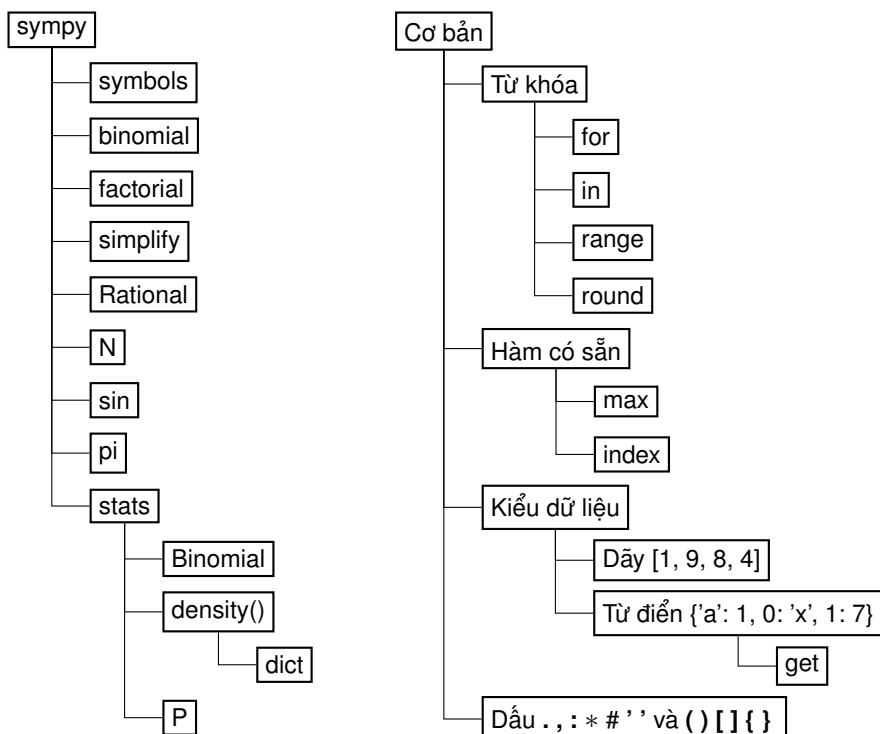 sympy
symbols
binomial
factorial
simplify
Rational
N
sin
pi
stats
Binomial
density()
dict
P
Cơ bản
Từ khóa
for
in
range
round
Hàm có sẵn
max
index
Kiểu dữ liệu
Dãy [1, 9, 8, 4]
Từ điển {'a': 1, 0: 'x', 1: 7}
get
Dấu . , : * # ' ' và ( ) [ ] { }